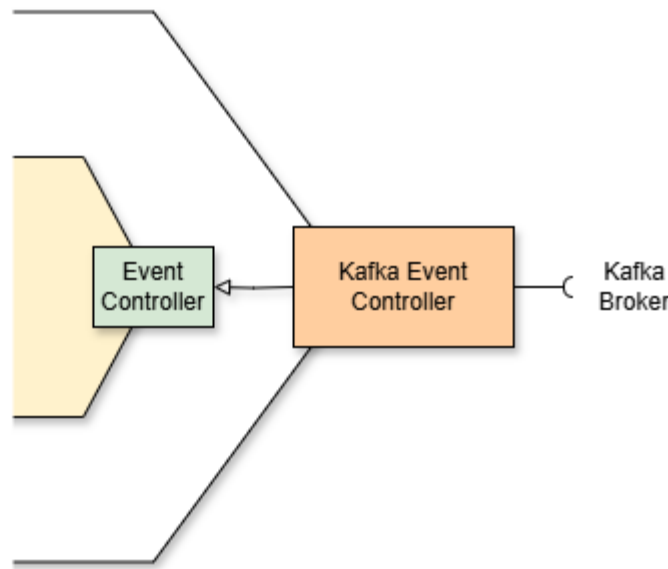 Event
Controller
Kafka Event
Controller
Kafka
Broker